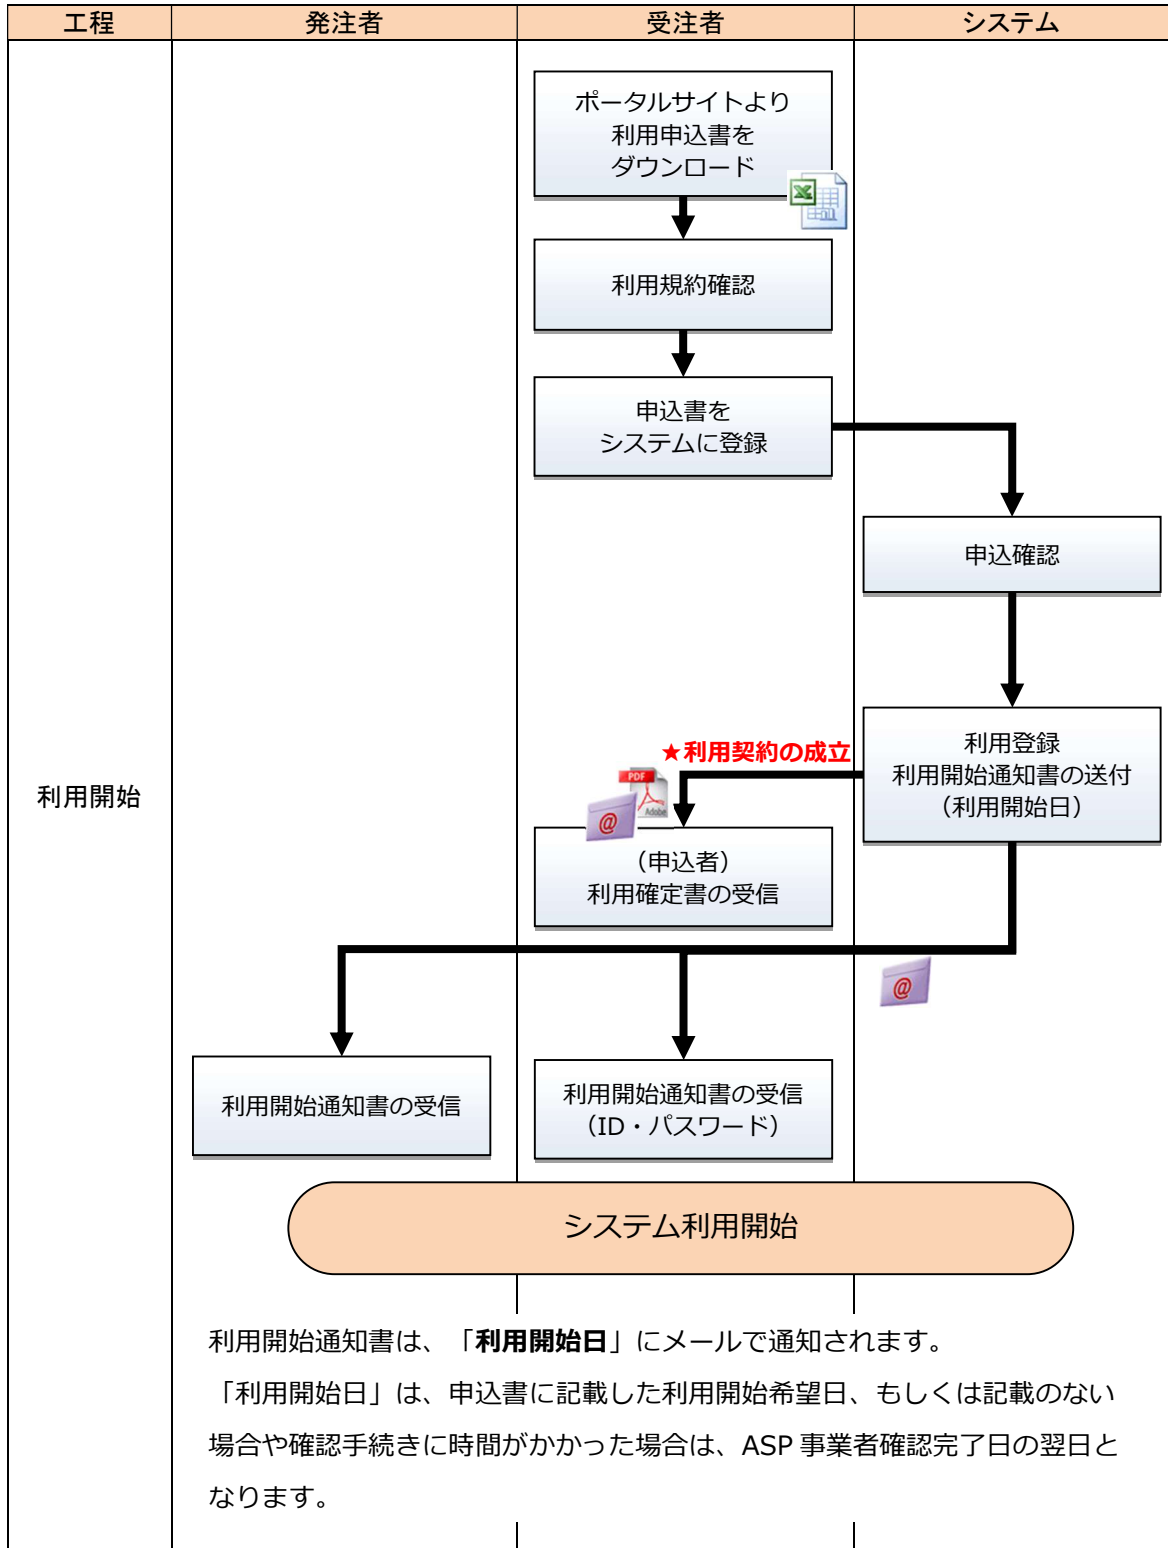 工程
発注者
受注者
システム
ポータルサイトより
利用申込書を
ダウンロード
利用規約確認
申込書を
システムに登録
申込確認
利用登録
利用開始通知書の送付
（利用開始日）
★利用契約の成立
PDF
Adobe
@
（申込者）
利用確定書の受信
利用開始
@
利用開始通知書の受信
利用開始通知書の受信
（ID・パスワード）
システム利用開始
利用開始通知書は、「利用開始日」にメールで通知されます。
「利用開始日」は、申込書に記載した利用開始希望日、もしくは記載のない
場合や確認手続きに時間がかかった場合は、ASP 事業者確認完了日の翌日と
なります。